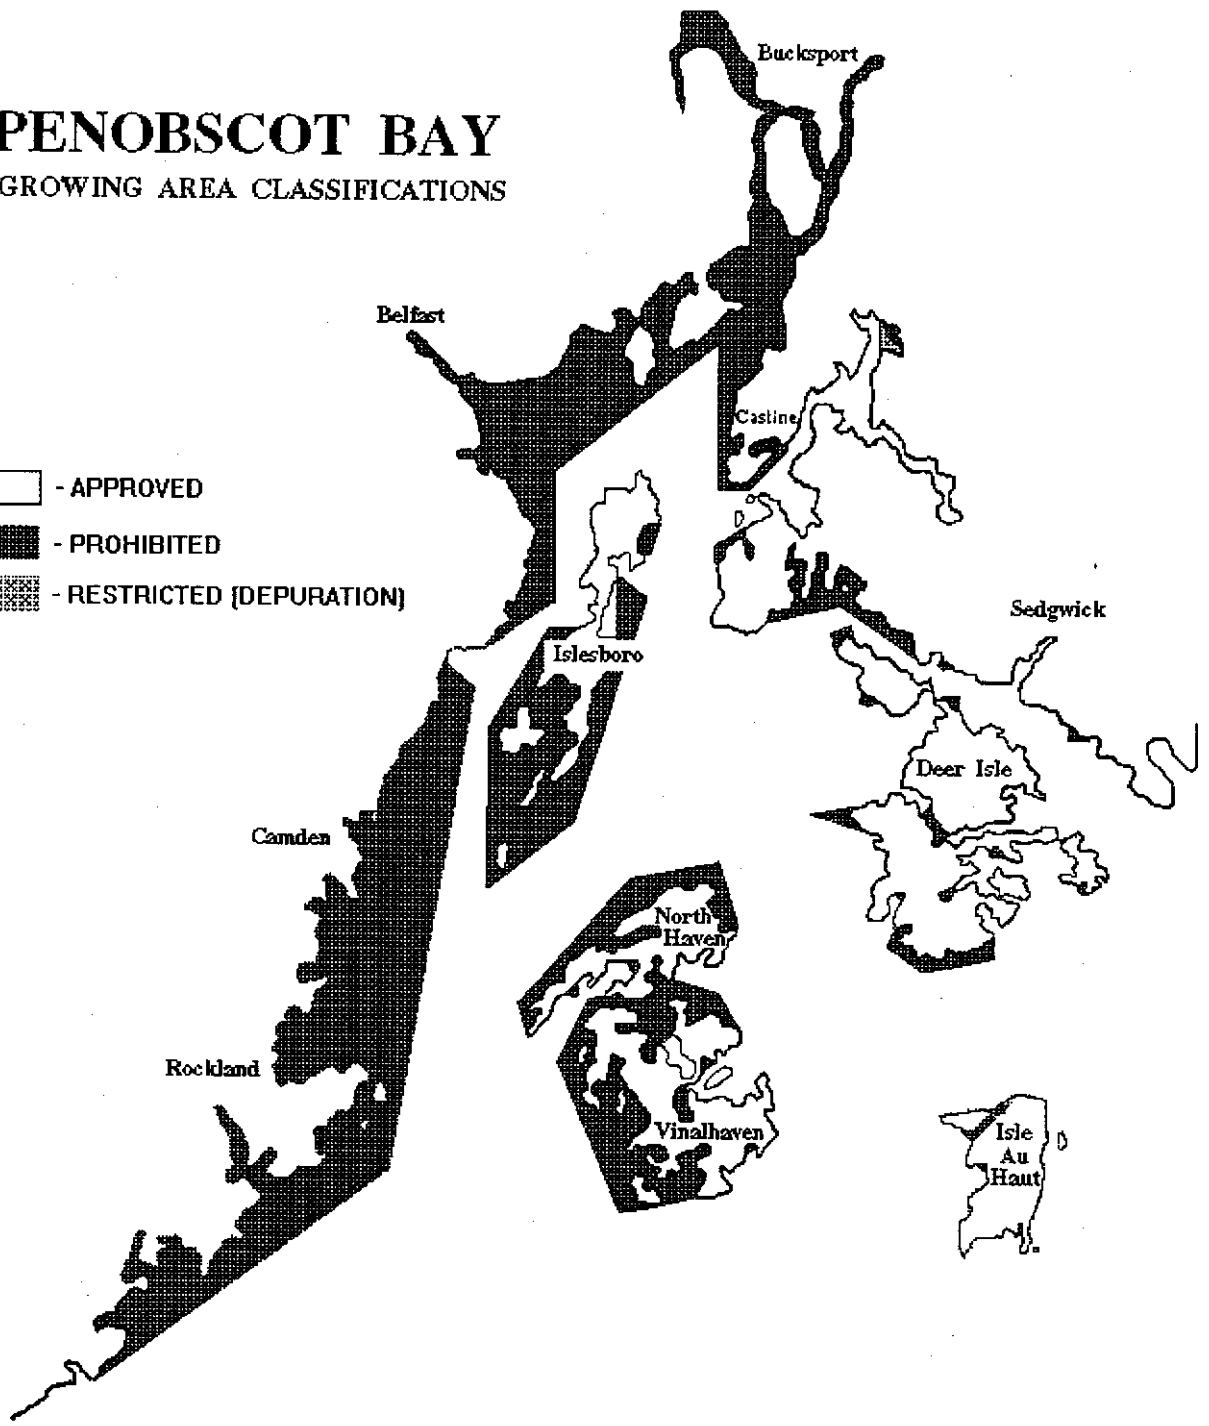 Bucksport
PENOBSCOT BAY
GROWING AREA CLASSIFICATIONS
Belfast
Castine
- APPROVED
- PROHIBITED
- RESTRICTED (DEPURATION)
Sedgwick
Islesboro
Deer Isle
Camden
North
Haven
Rockland
Vinalhaven
Isle
Au
Haut